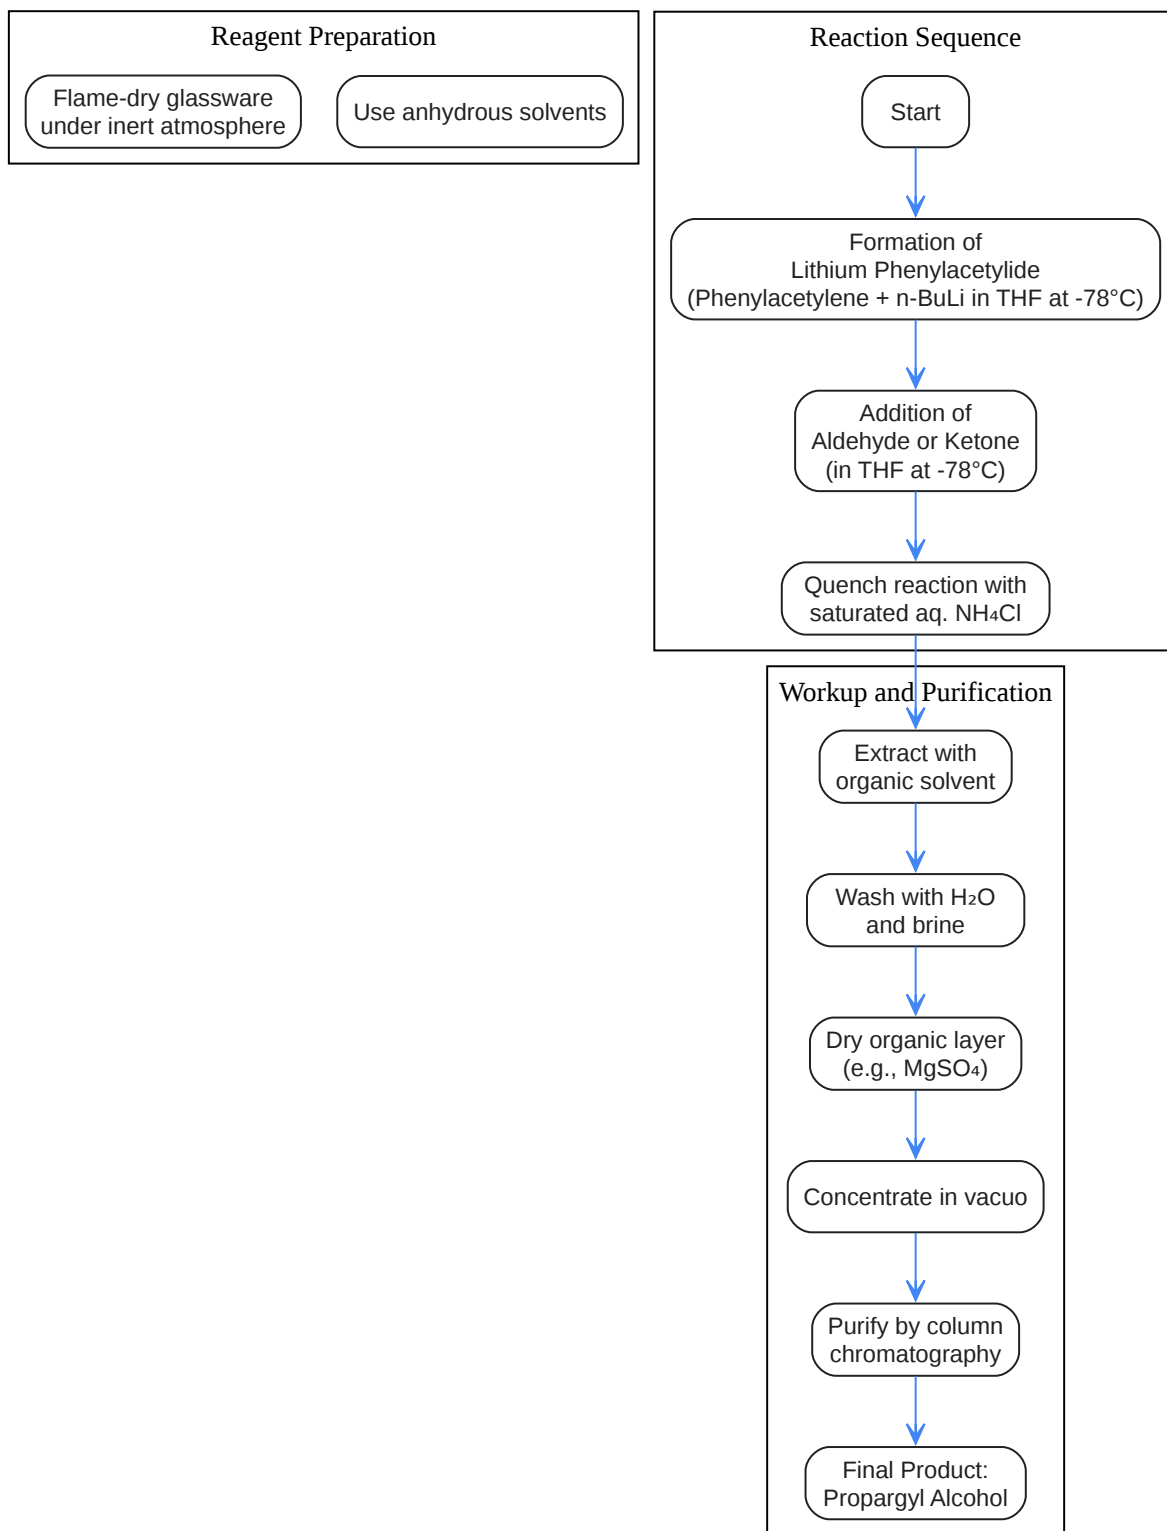 Reagent Preparation
Flame-dry glassware
under inert atmosphere
Use anhydrous solvents
Reaction Sequence
Start
Formation of
Lithium Phenylacetylide
(Phenylacetylene + n-BuLi in THF at -78°C)
Addition of
Aldehyde or Ketone
(in THF at -78°C)
Quench reaction with
saturated aq. NH₄Cl
Workup and Purification
Extract with
organic solvent
Wash with H₂O
and brine
Dry organic layer
(e.g., MgSO₄)
Concentrate in vacuo
Purify by column
chromatography
Final Product:
Propargyl Alcohol